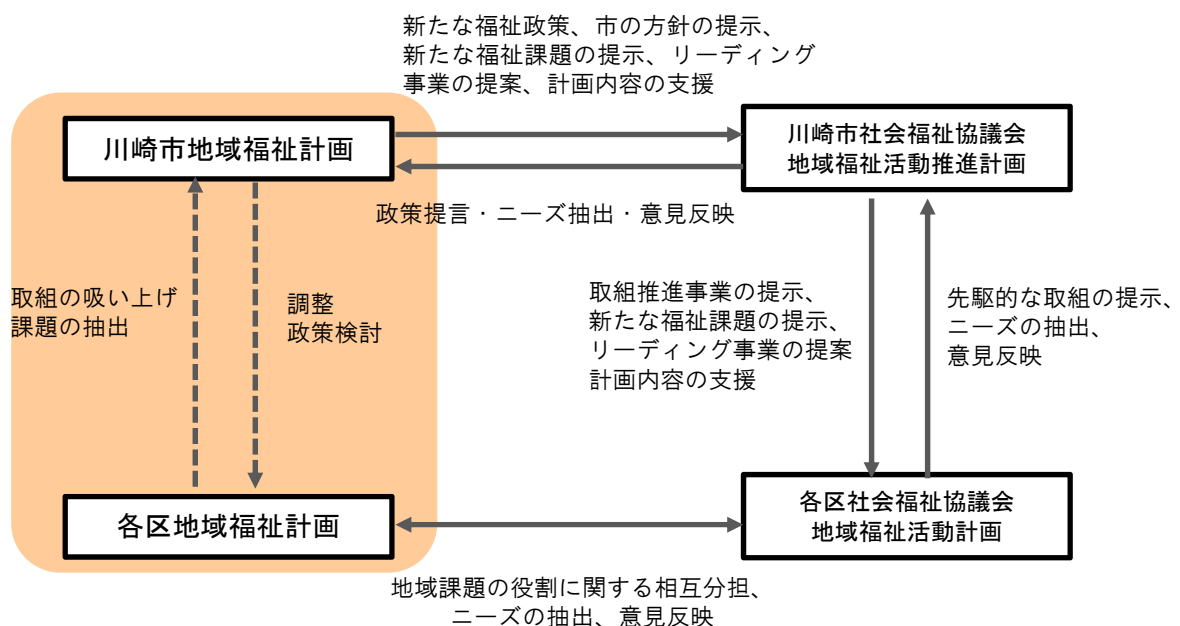 新たな福祉政策、市の方針の提示、
新たな福祉課題の提示、リーディング
事業の提案、計画内容の支援
川崎市地域福祉計画
川崎市社会福祉協議会
地域福祉活動推進計画
政策提言・ニーズ抽出・意見反映
取組の吸い上げ
課題の抽出
調整
政策検討
取組推進事業の提示、
新たな福祉課題の提示、
リーディング事業の提案
計画内容の支援
先駆的な取組の提示、
ニーズの抽出、
意見反映
各区地域福祉計画
各区社会福祉協議会
地域福祉活動計画
地域課題の役割に関する相互分担、
ニーズの抽出、意見反映